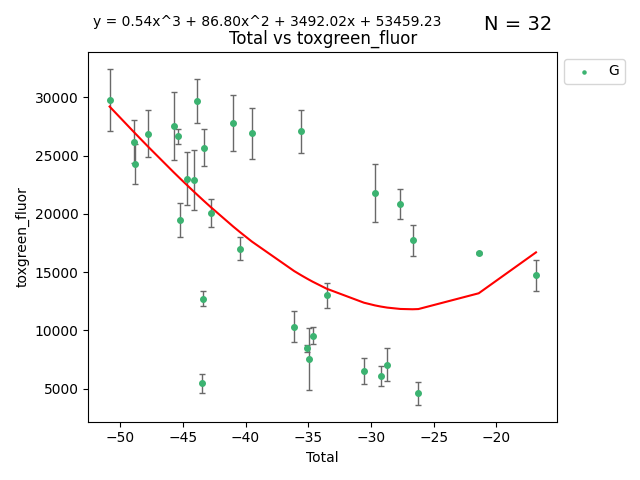 y = 0.54x^3 + 86.80x^2 + 3492.02x + 53459.23
N = 32
Total vs toxgreen_fluor
G
toxgreen_fluor
30000
25000
20000
15000
10000
5000
−50 −45 −40 −35 −30 −25 −20
Total